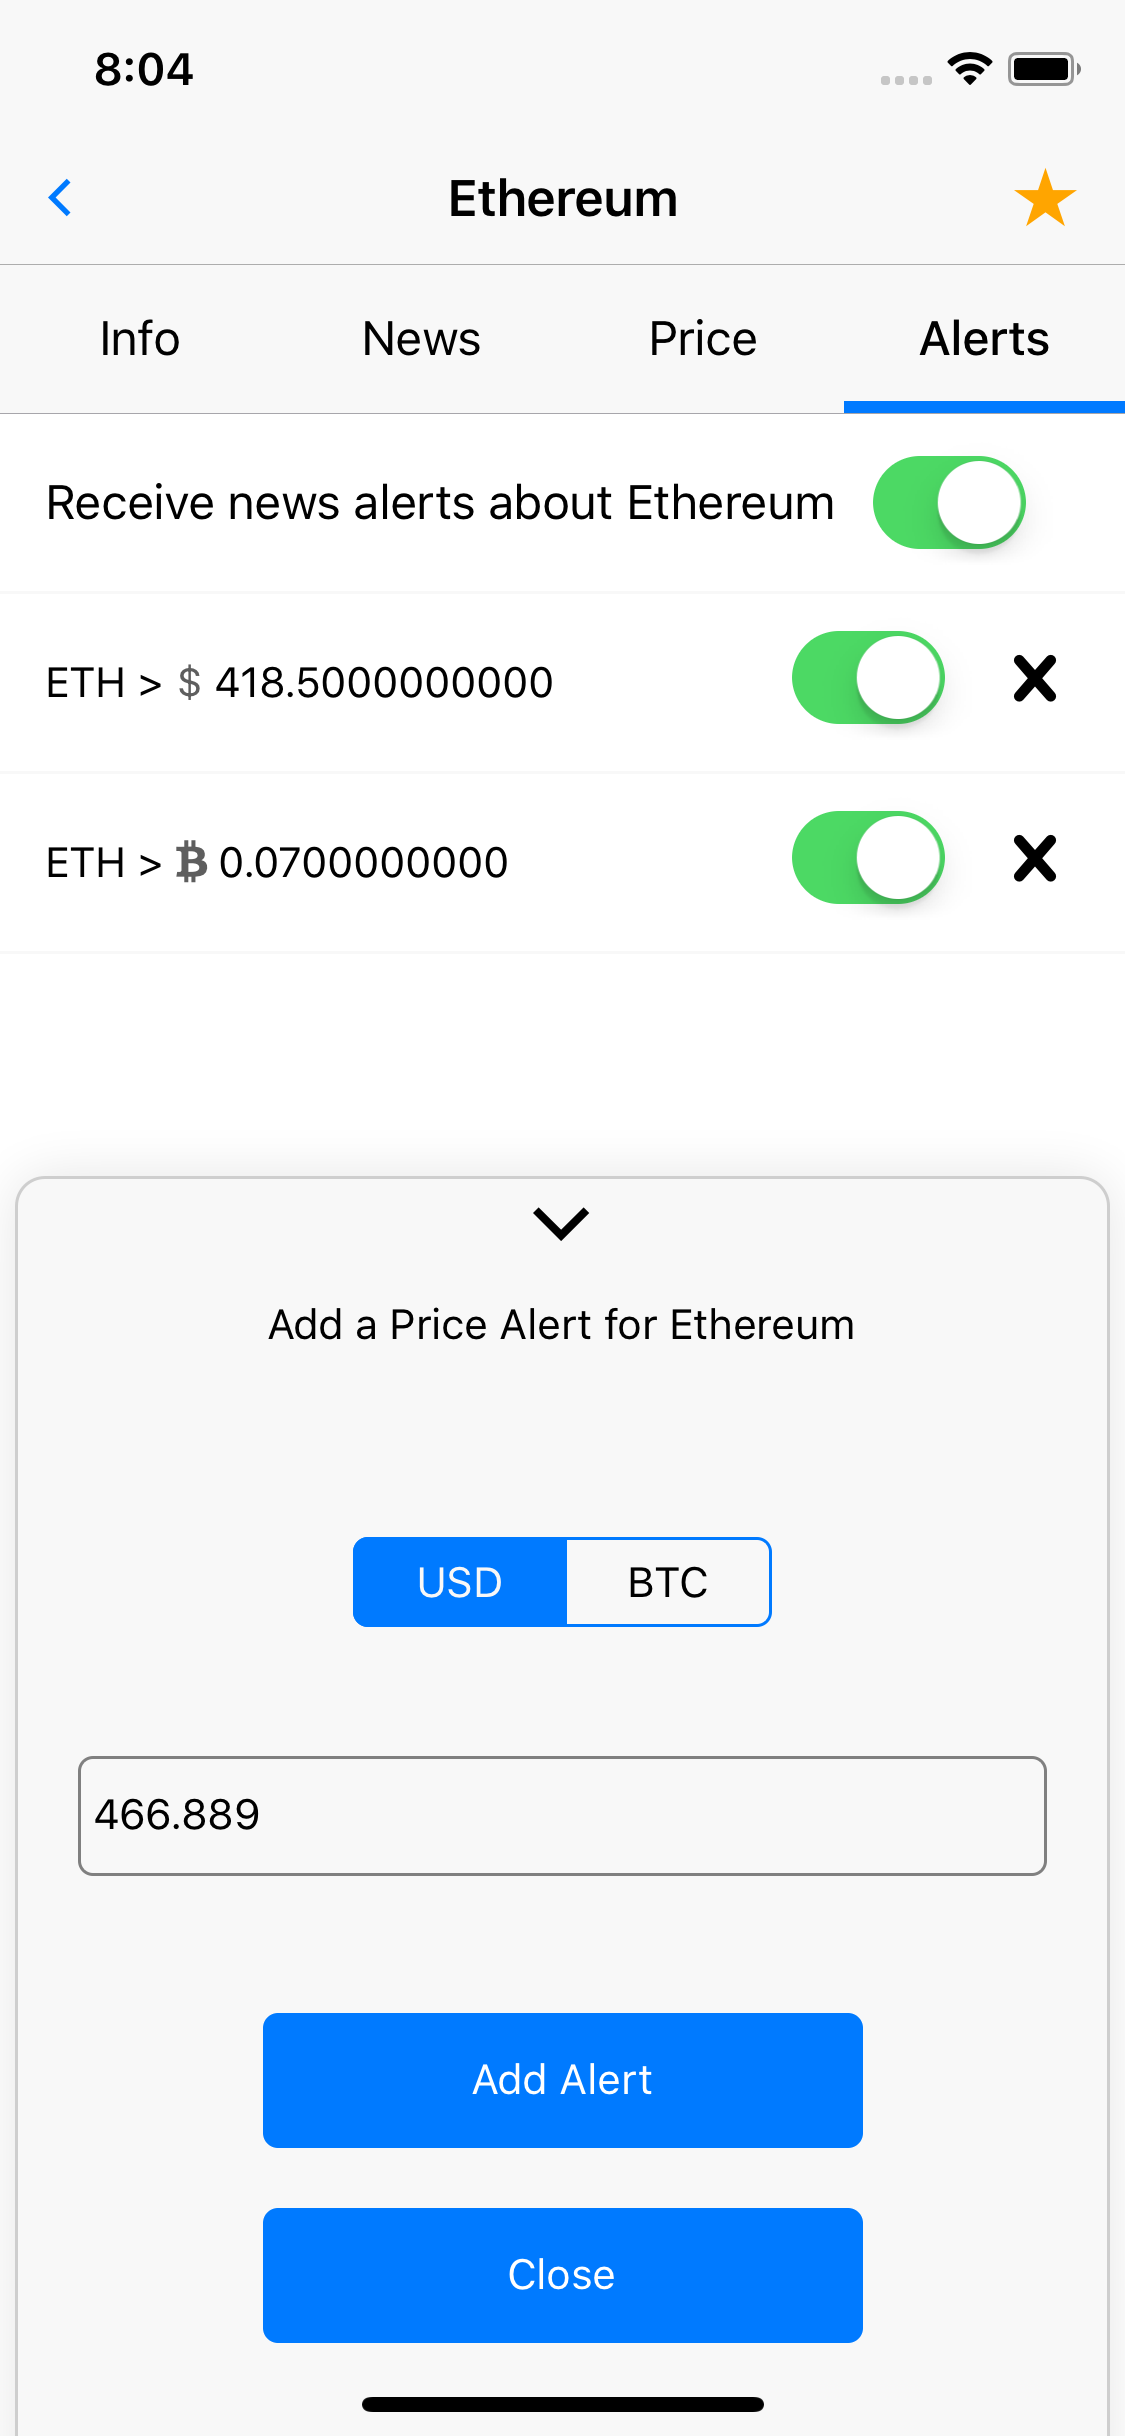 8:04
Ethereum
Info News Price Alerts
Receive news alerts about Ethereum
ETH > $ 418.5000000000
ETH > ₿ 0.0700000000
Add a Price Alert for Ethereum
USD BTC
466.889
Add Alert
Close